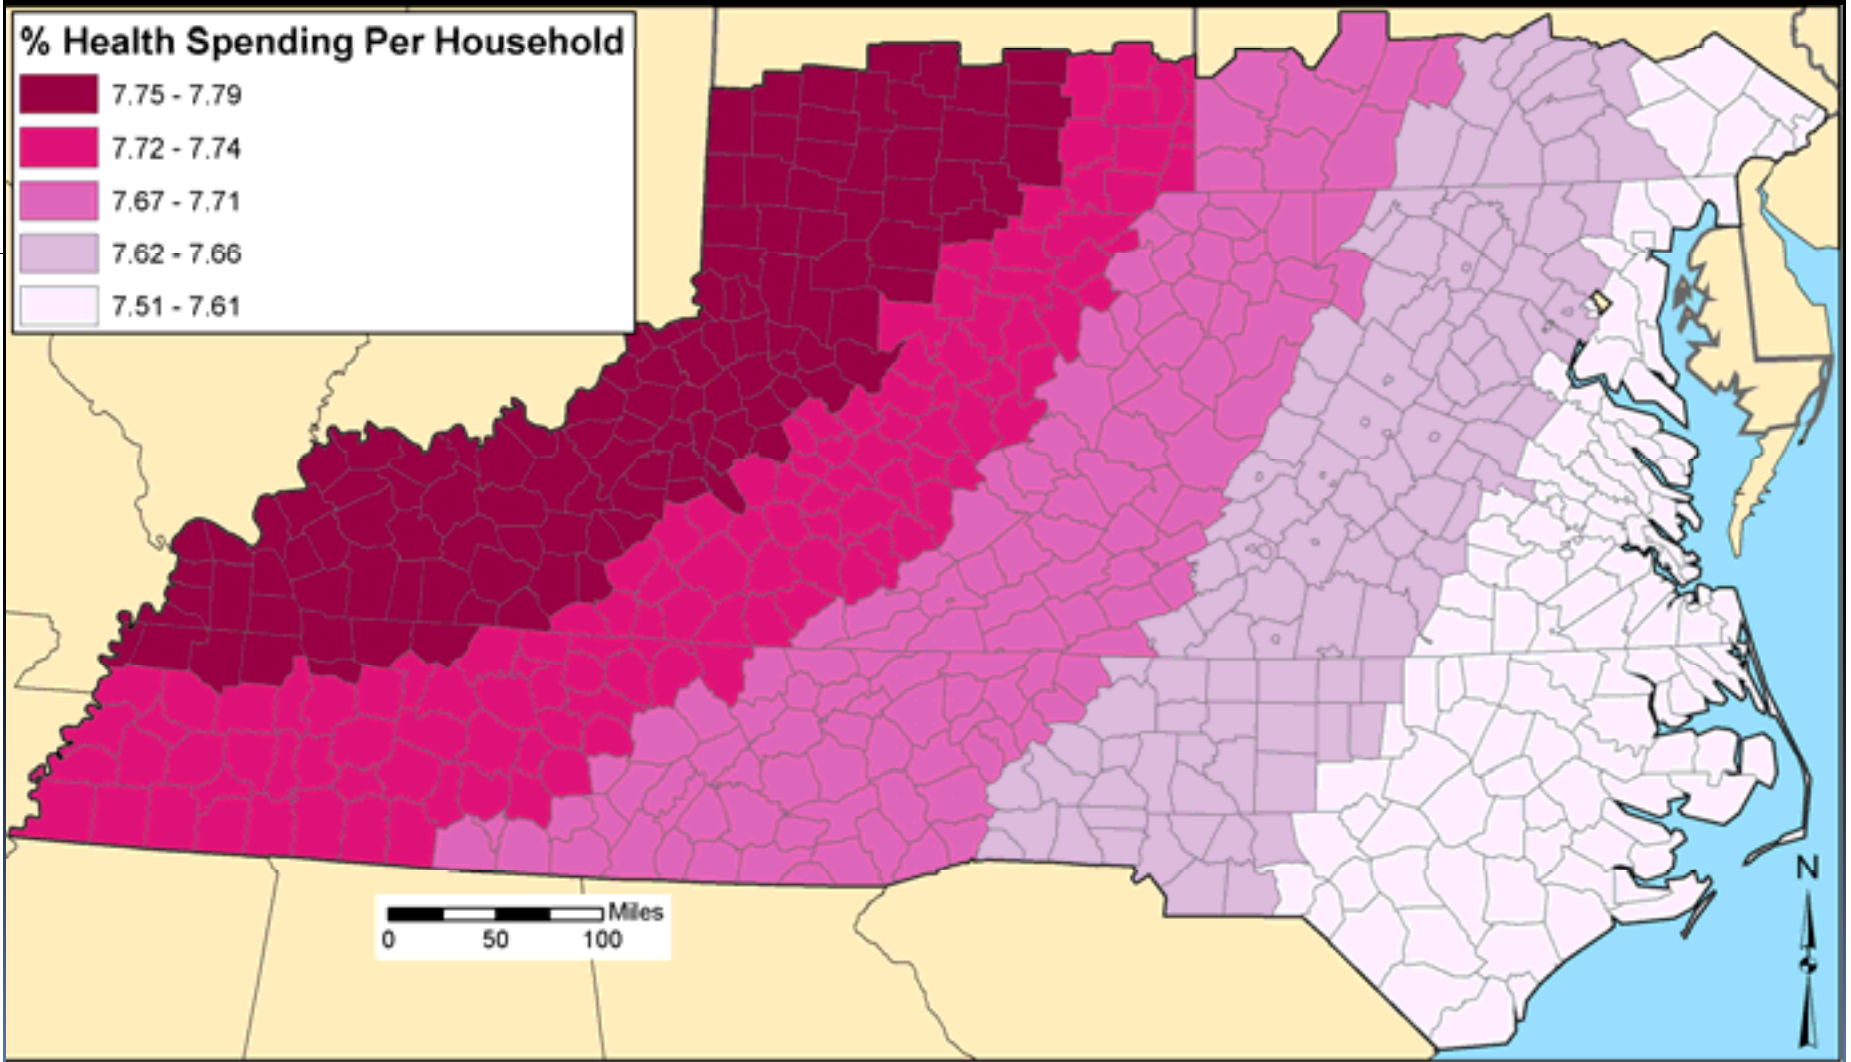 % Health Spending Per Household
7.75 - 7.79
7.72 - 7.74
7.67 - 7.71
7.62 - 7.66
7.51 - 7.61
Miles
0 50 100
N